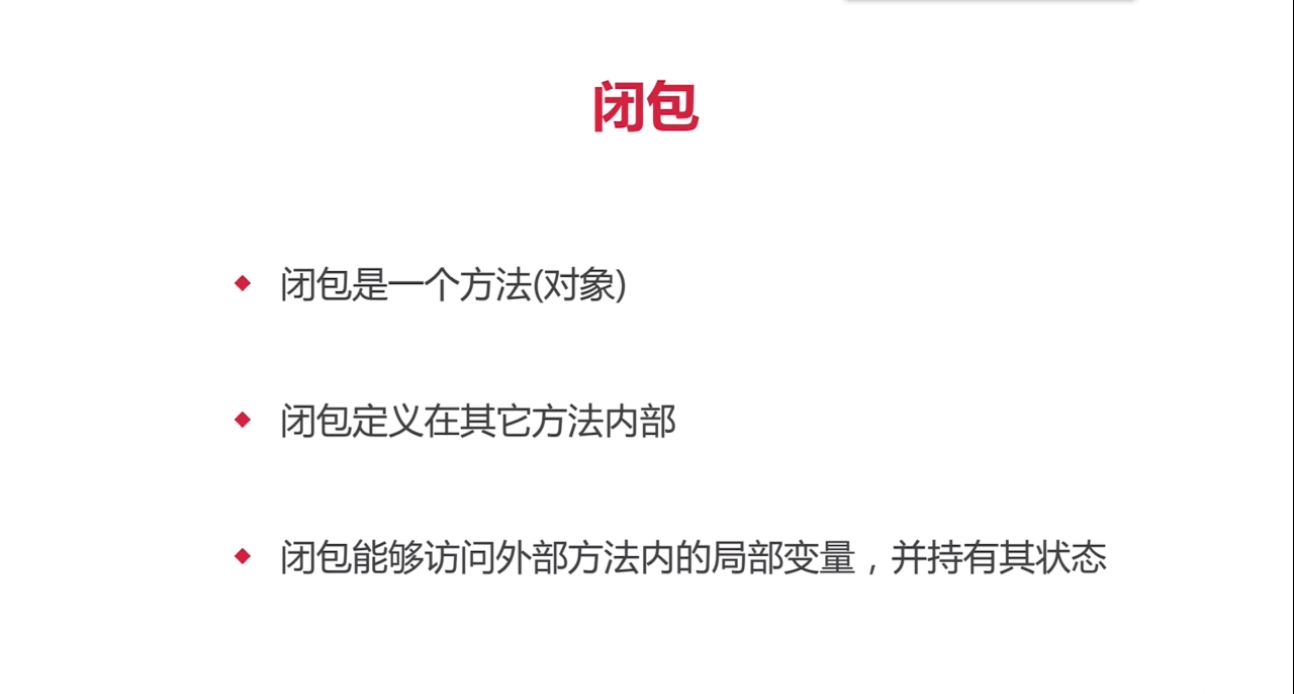 闭包
闭包是一个方法(对象)
闭包定义在其它方法内部
闭包能够访问外部方法内的局部变量，并持有其状态